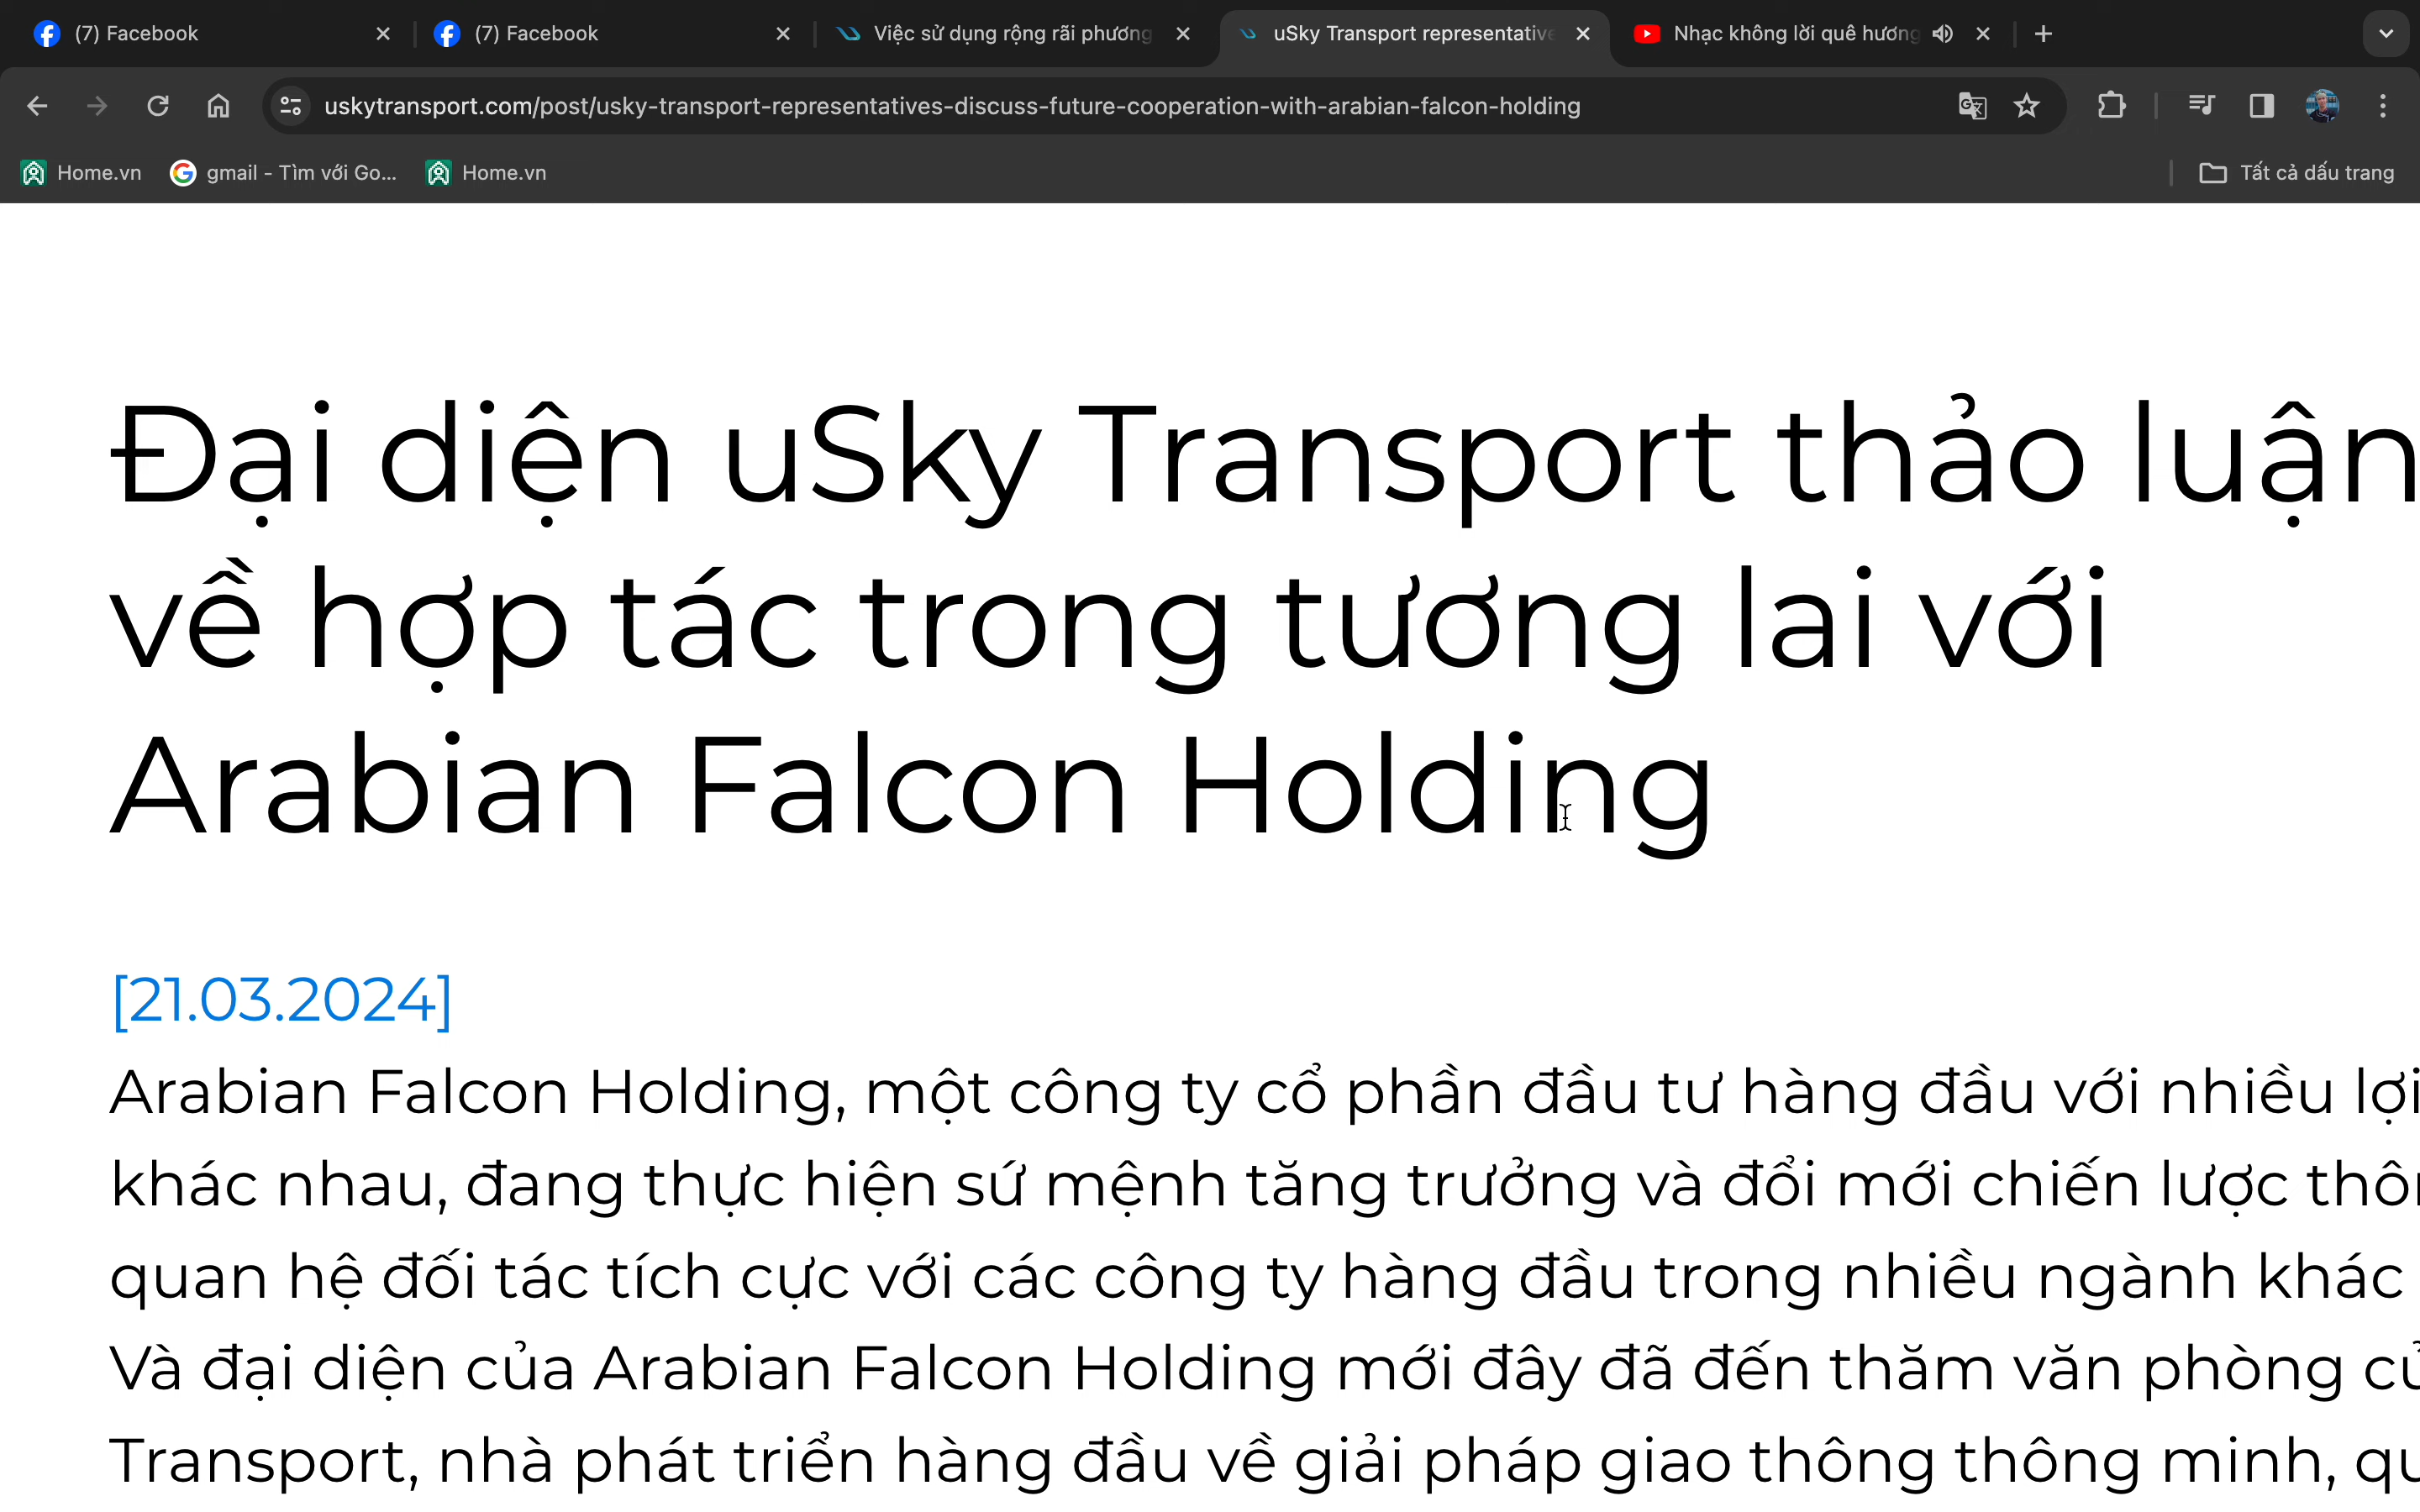 (7) Facebook
(7) Facebook
Việc sử dụng rộng rãi phương
uSky Transport representative
Nhạc không lời quê hương
uskytransport.com/post/usky-transport-representatives-discuss-future-cooperation-with-arabian-falcon-holding
Home.vn
gmail - Tìm với Go...
Home.vn
Tất cả dấu trang
Đại diện uSky Transport thảo luận
về hợp tác trong tương lai với
Arabian Falcon Holding
[21.03.2024]
Arabian Falcon Holding, một công ty cổ phần đầu tư hàng đầu với nhiều lợi
khác nhau, đang thực hiện sứ mệnh tăng trưởng và đổi mới chiến lược
quan hệ đối tác tích cực với các công ty hàng đầu trong nhiều ngành khác
Và đại diện của Arabian Falcon Holding mới đây đã đến thăm văn phòng
Transport, nhà phát triển hàng đầu về giải pháp giao thông thông minh,